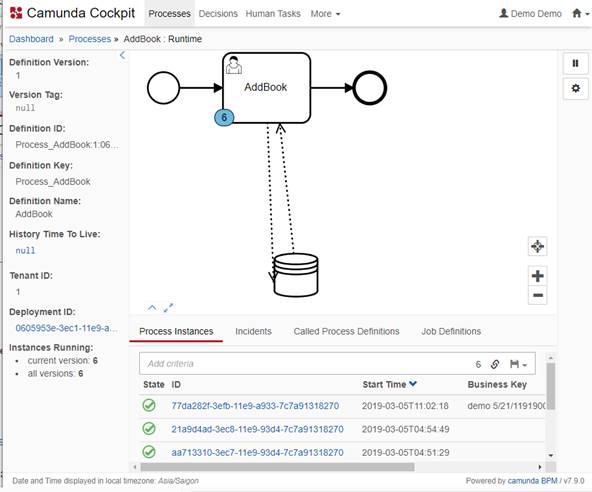 Camunda Cockpit Processes Decisions Human Tasks More Demo Demo
Dashboard » Processes » AddBook : Runtime
Definition Version:
1
Version Tag:
null
Definition ID:
Process_AddBook:1:06...
Definition Key:
Process_AddBook
Definition Name:
AddBook
History Time To Live:
null
Tenant ID:
1
Deployment ID:
0605953e-3ec1-11e9-a...
Instances Running:
current version: 6
all versions: 6
AddBook
6
Process Instances Incidents Called Process Definitions Job Definitions
Add criteria 6
State ID Start Time Business Key
77da282f-3efb-11e9-a933-7c7a91318270 2019-03-05T11:02:18 demo 5/21/1191900
21a9d4ad-3ec8-11e9-93d4-7c7a91318270 2019-03-05T04:54:49
aa713310-3ec7-11e9-93d4-7c7a91318270 2019-03-05T04:51:29
Date and Time displayed in local timezone: Asia/Saigon Powered by camunda BPM / v7.9.0